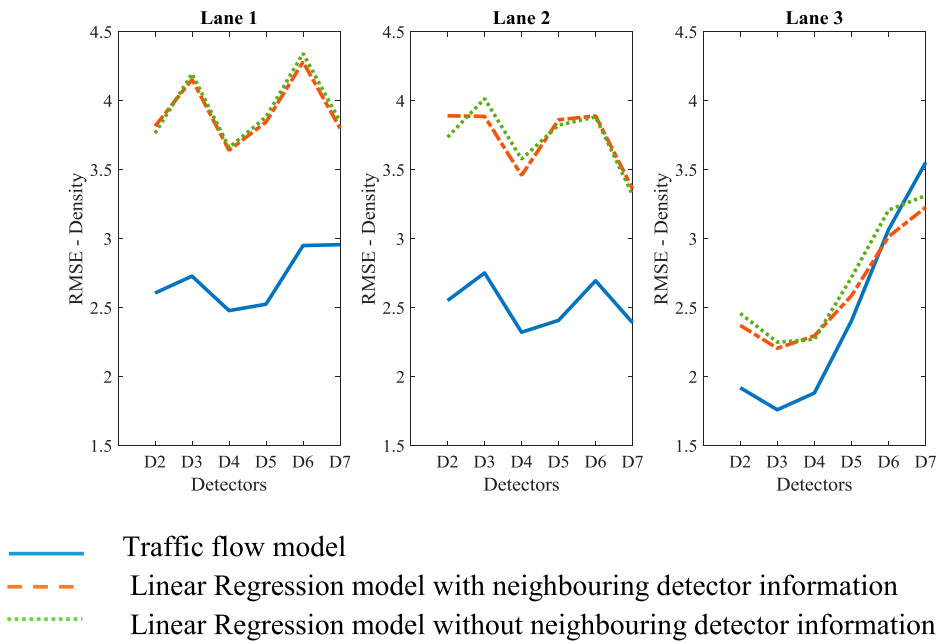 Lane 1
4.5
4
3.5
3
2.5
2
1.5
RMSE - Density
D2 D3 D4 D5 D6 D7
Detectors
Lane 2
4.5
4
3.5
3
2.5
2
1.5
RMSE - Density
D2 D3 D4 D5 D6 D7
Detectors
Lane 3
4.5
4
3.5
3
2.5
2
1.5
RMSE - Density
D2 D3 D4 D5 D6 D7
Detectors
Traffic flow model
Linear Regression model with neighbouring detector information
Linear Regression model without neighbouring detector information